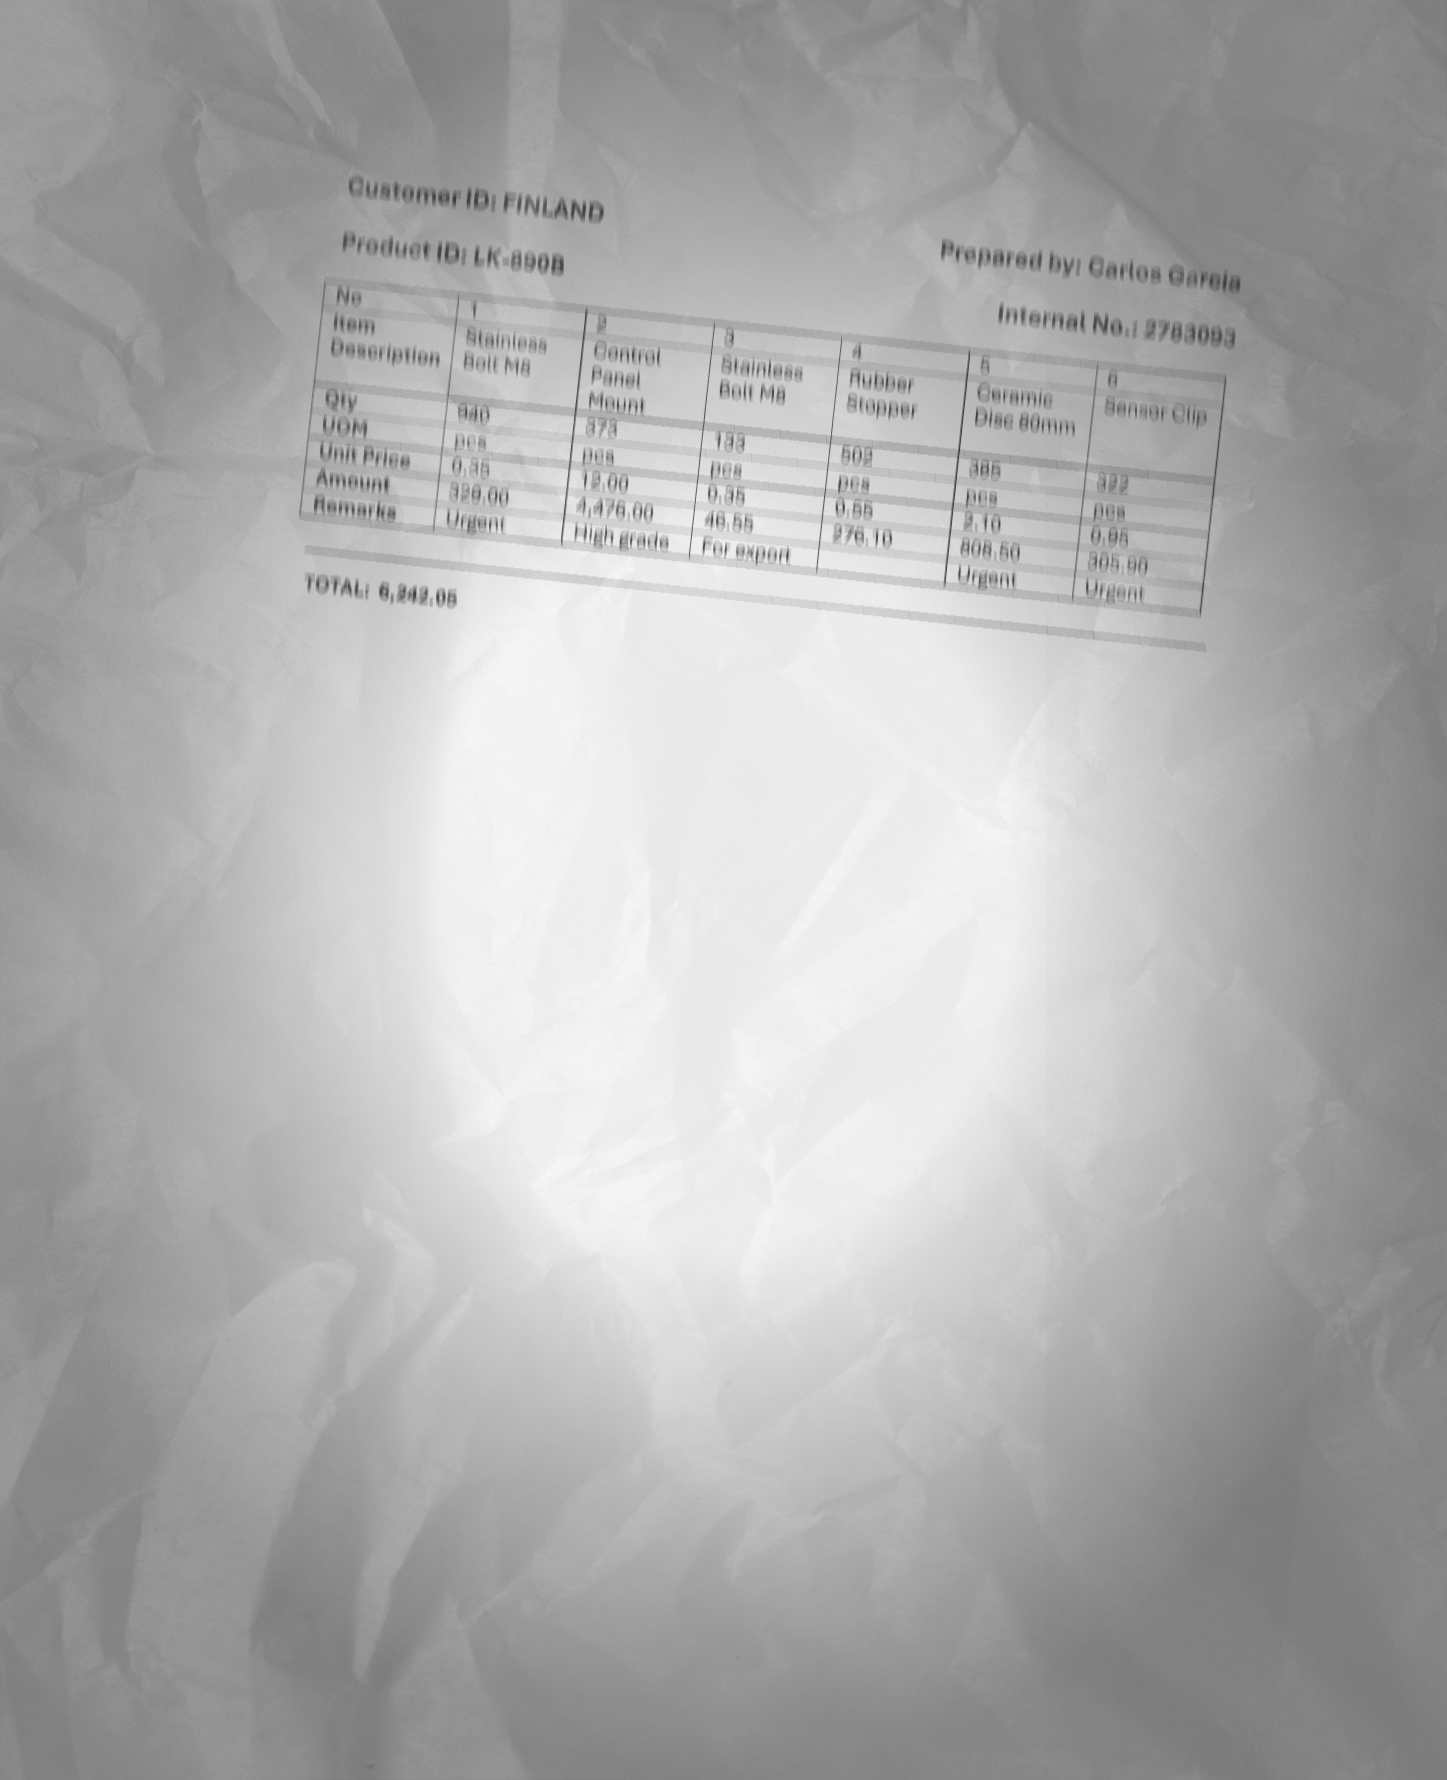 Customer ID: FINLAND
Product ID: LK-890B
Prepared by: Carlos Garcia
Internal No.: 2783093
No 1 2 3 4 5 6
Item Stainless Control Stainless Rubber Ceramic Sensor Clip
Description Bolt M8 Panel Bolt M8 Stopper Disc 80mm
Mount
Qty 940 373 133 502 385 322
UOM pcs pcs pcs pcs pcs pcs
Unit Price 0.35 12.00 0.35 0.55 2.10 0.95
Amount 329.00 4,476.00 46.55 276.10 808.50 305.90
Remarks Urgent High grade For export Urgent Urgent
TOTAL: 6,242.05